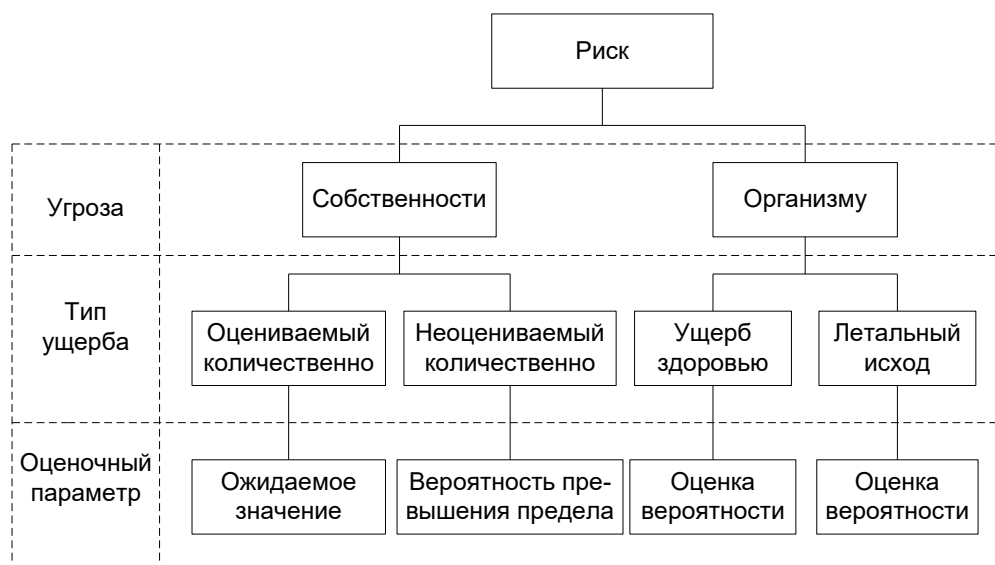 Риск
Угроза
Собственности
Организму
Тип
ущерба
Оцениваемый
количественно
Неоцениваемый
количественно
Ущерб
здоровью
Летальный
исход
Оценочный
параметр
Ожидаемое
значение
Вероятность пре-
вышения предела
Оценка
вероятности
Оценка
вероятности